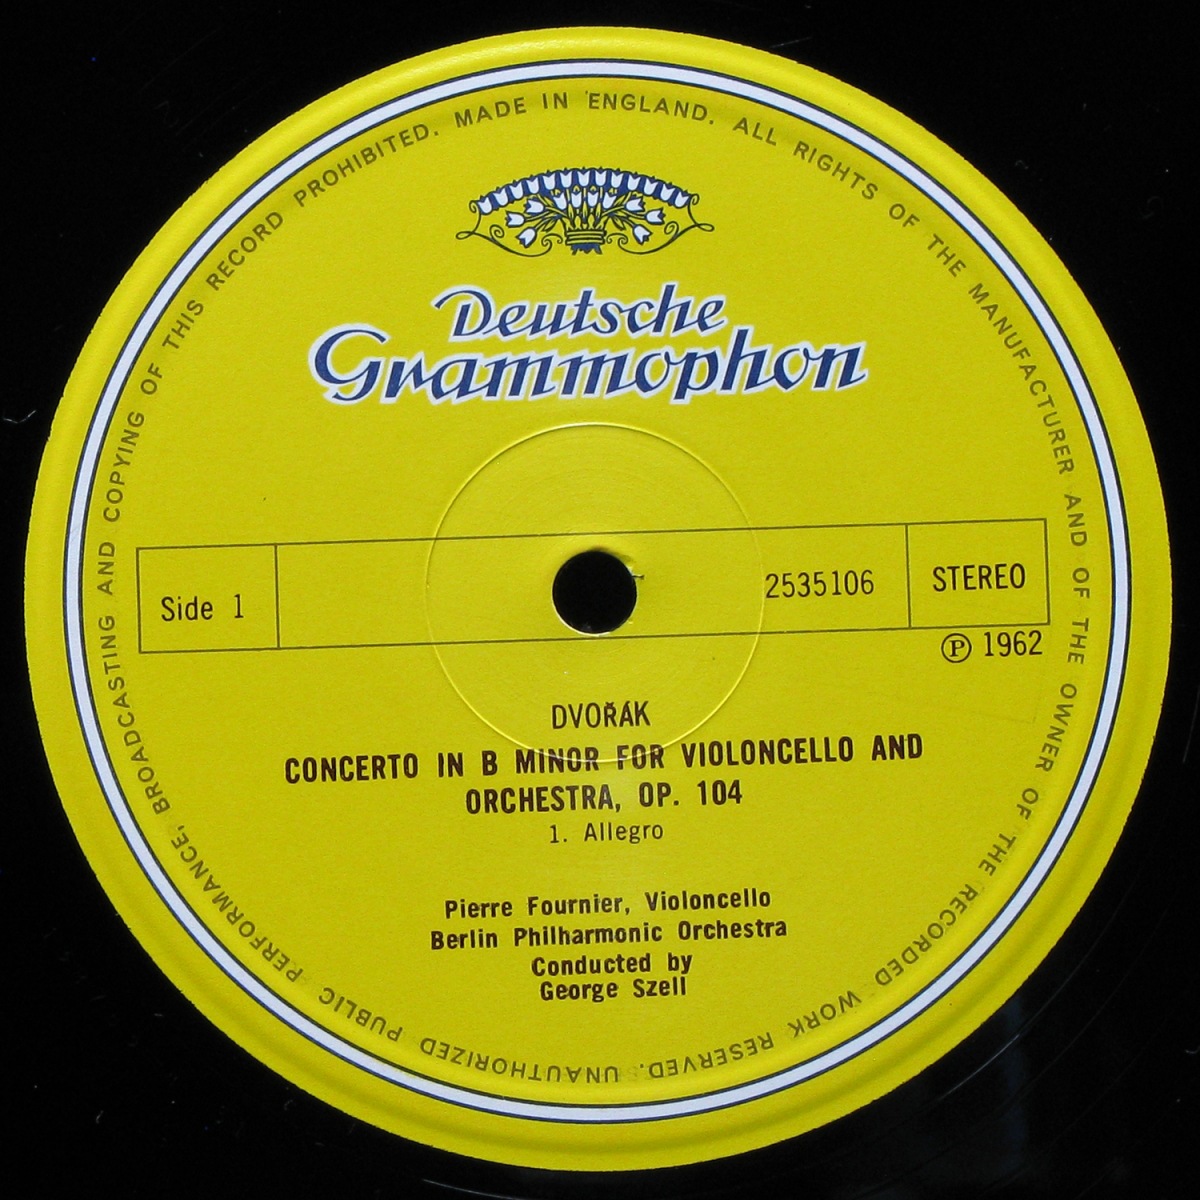 MADE IN ENGLAND. ALL RIGHTS OF THE MANUFACTURER AND OF THE OWNER OF THE RECORDED WORK RESERVED. UNAUTHORIZED PUBLIC PERFORMANCE, BROADCASTING AND COPYING OF THIS RECORD PROHIBITED.
Deutsche
Grammophon
Side 1 2535106 STEREO
Ⓟ 1962
DVOŘÁK
CONCERTO IN B MINOR FOR VIOLONCELLO AND
ORCHESTRA, OP. 104
1. Allegro
Pierre Fournier, Violoncello
Berlin Philharmonic Orchestra
Conducted by
George Szell